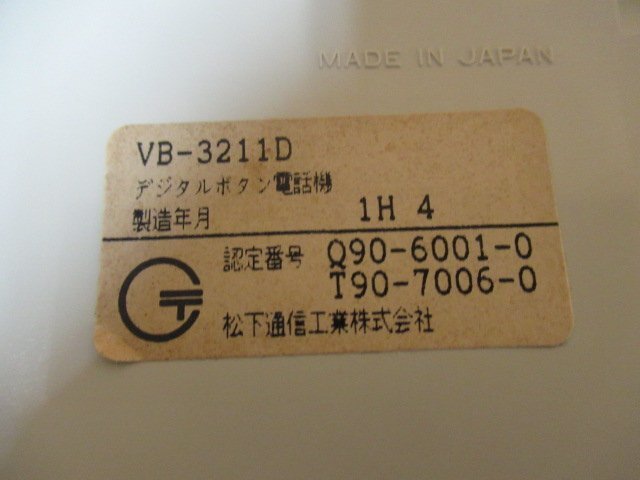 MADE IN JAPAN
VB-3211D
デジタルボタン電話機
製造年月 1H 4
認定番号 Q90-6001-0
T90-7006-0
松下通信工業株式会社